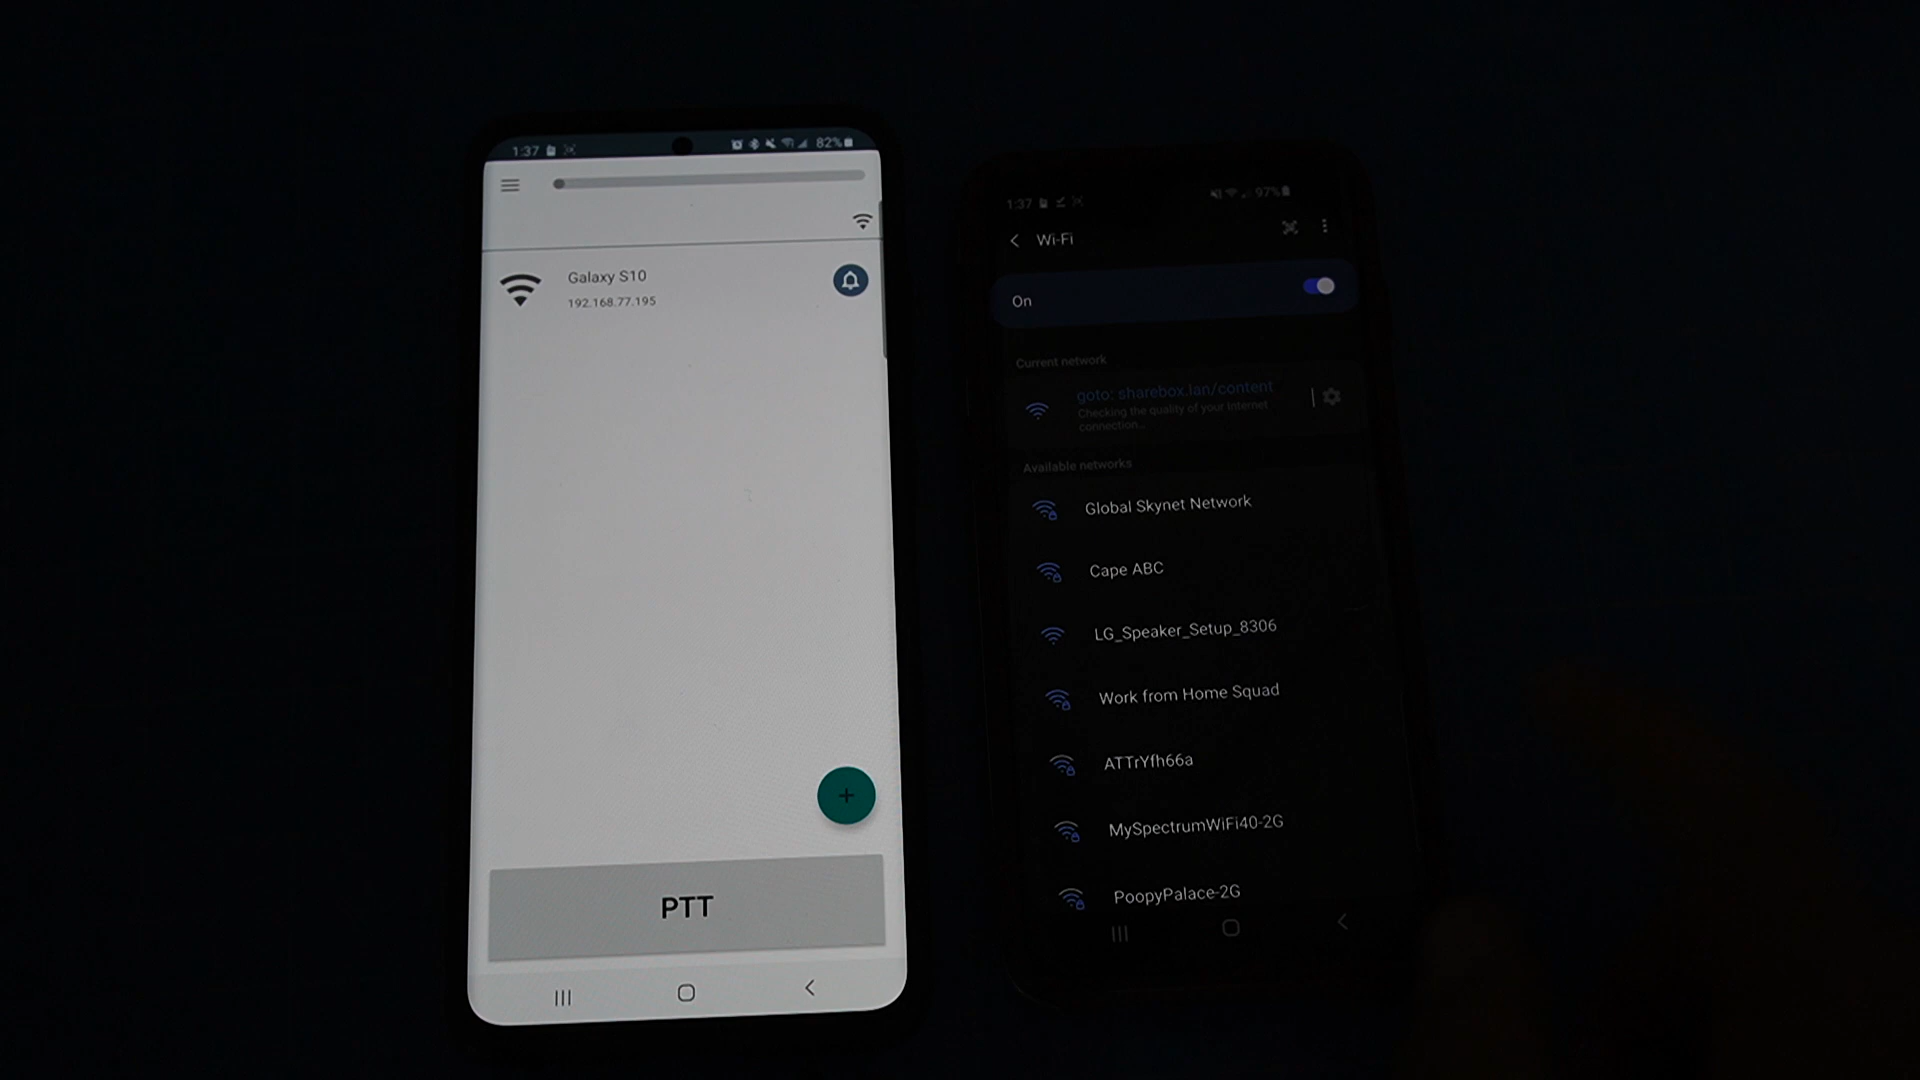 1:37
82%
Galaxy S10
192.168.77.195
+
PTT
1:37
97%
Wi-Fi
On
Current network
goto: sharebox.lan/content
Checking the quality of your Internet
connection...
Available networks
Global Skynet Network
Cape ABC
LG_Speaker_Setup_8306
Work from Home Squad
ATTrYfh66a
MySpectrumWiFi40-2G
PoopyPalace-2G